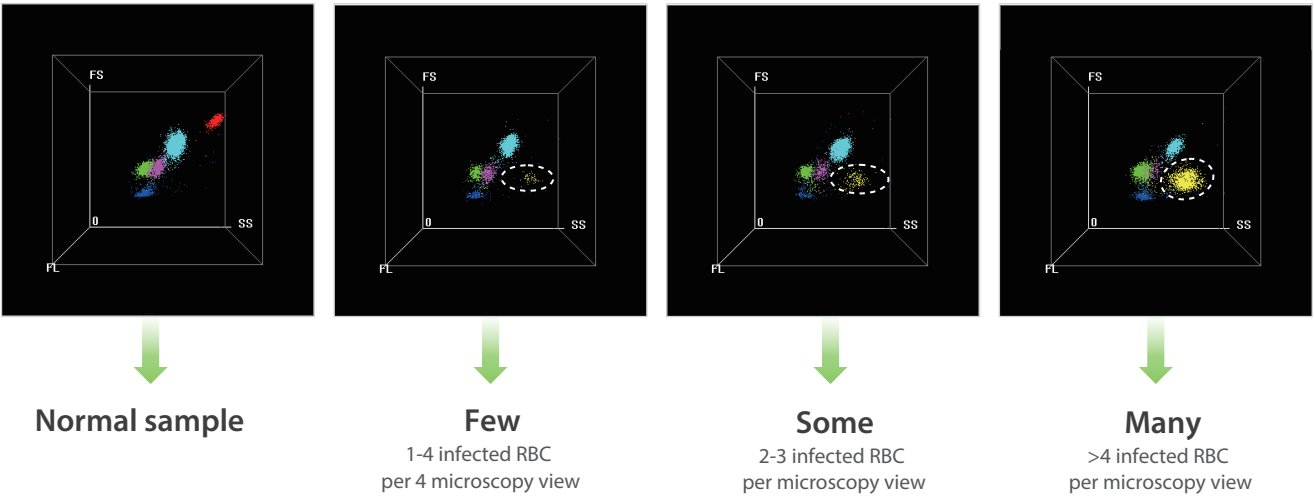 FS
0
SS
FL
FS
0
SS
FL
FS
0
SS
FL
FS
0
SS
FL
Normal sample
Few
1-4 infected RBC
per 4 microscopy view
Some
2-3 infected RBC
per microscopy view
Many
>4 infected RBC
per microscopy view